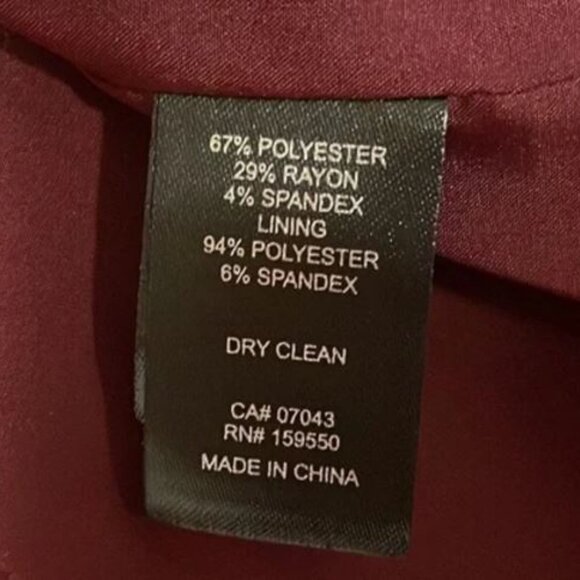 67% POLYESTER
29% RAYON
4% SPANDEX
LINING
94% POLYESTER
6% SPANDEX
DRY CLEAN
CA# 07043
RN# 159550
MADE IN CHINA